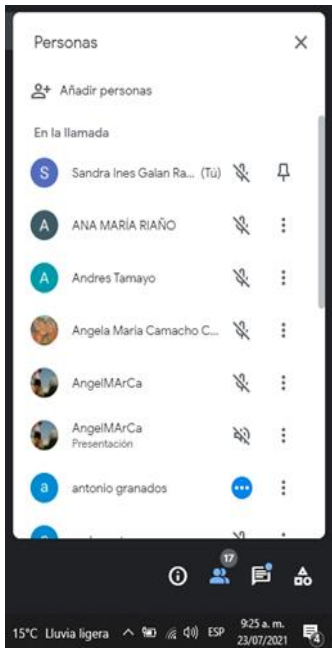 Personas
Añadir personas
En la llamada
S Sandra Ines Galan Ra... (Tú)
A ANA MARÍA RIAÑO
A Andres Tamayo
Angela Maria Camacho C...
AngelMArCa
AngelMArCa
Presentación
a antonio granados
17
15°C Lluvia ligera ESP 9:25 a. m.
23/07/2021
4